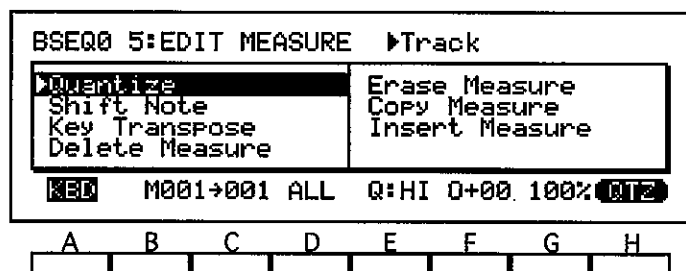 BSEQ0 5:EDIT MEASURE ▶Track
▶Quantize
Shift Note
Key Transpose
Delete Measure
Erase Measure
Copy Measure
Insert Measure
KBD M001→001 ALL Q:HI O+00 100% QTZ
A B C D E F G H